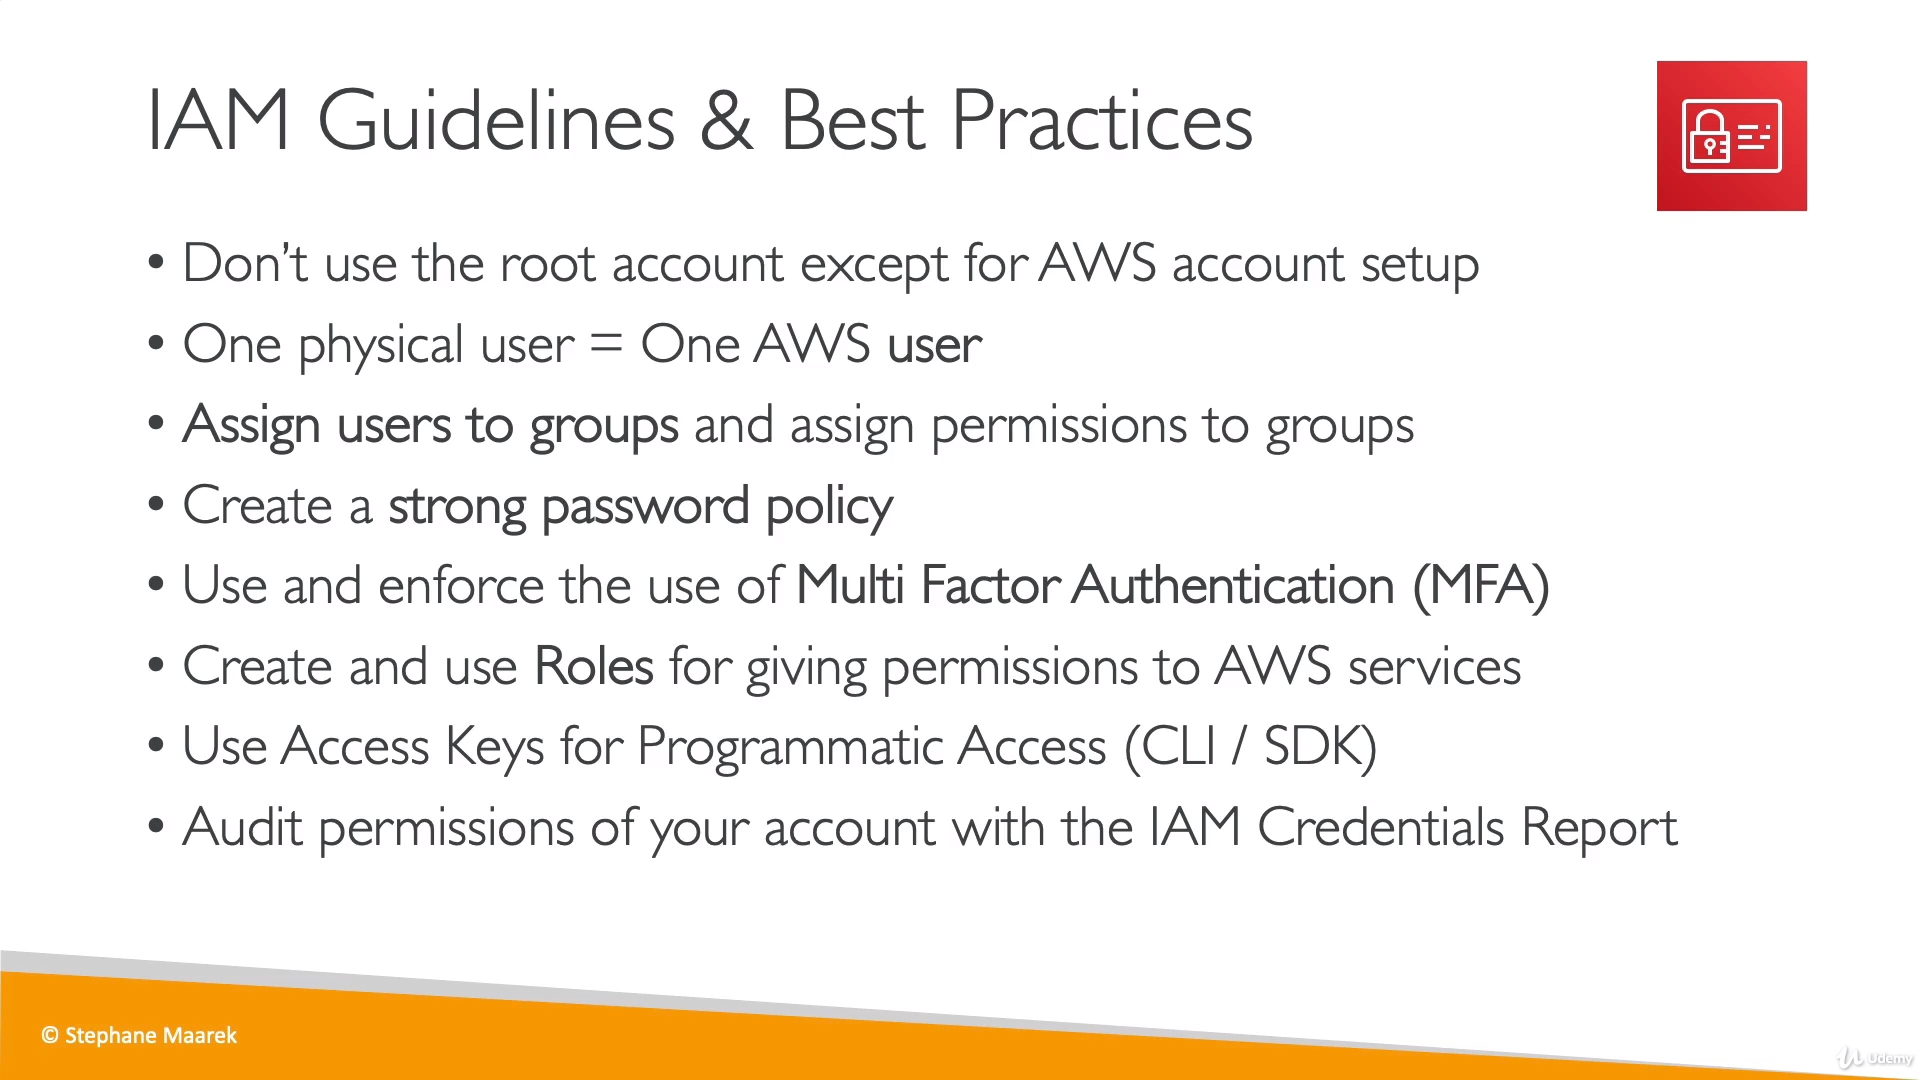 IAM Guidelines & Best Practices
• Don’t use the root account except for AWS account setup
• One physical user = One AWS user
• Assign users to groups and assign permissions to groups
• Create a strong password policy
• Use and enforce the use of Multi Factor Authentication (MFA)
• Create and use Roles for giving permissions to AWS services
• Use Access Keys for Programmatic Access (CLI / SDK)
• Audit permissions of your account with the IAM Credentials Report
© Stephane Maarek
Udemy